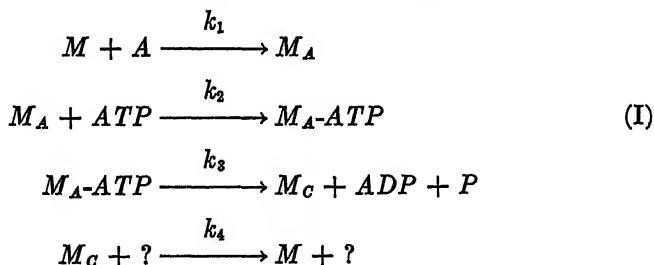 M + A —k₁→ M_A
M_A + ATP —k₂→ M_A-ATP (I)
M_A-ATP —k₃→ M_C + ADP + P
M_C + ? —k₄→ M + ?